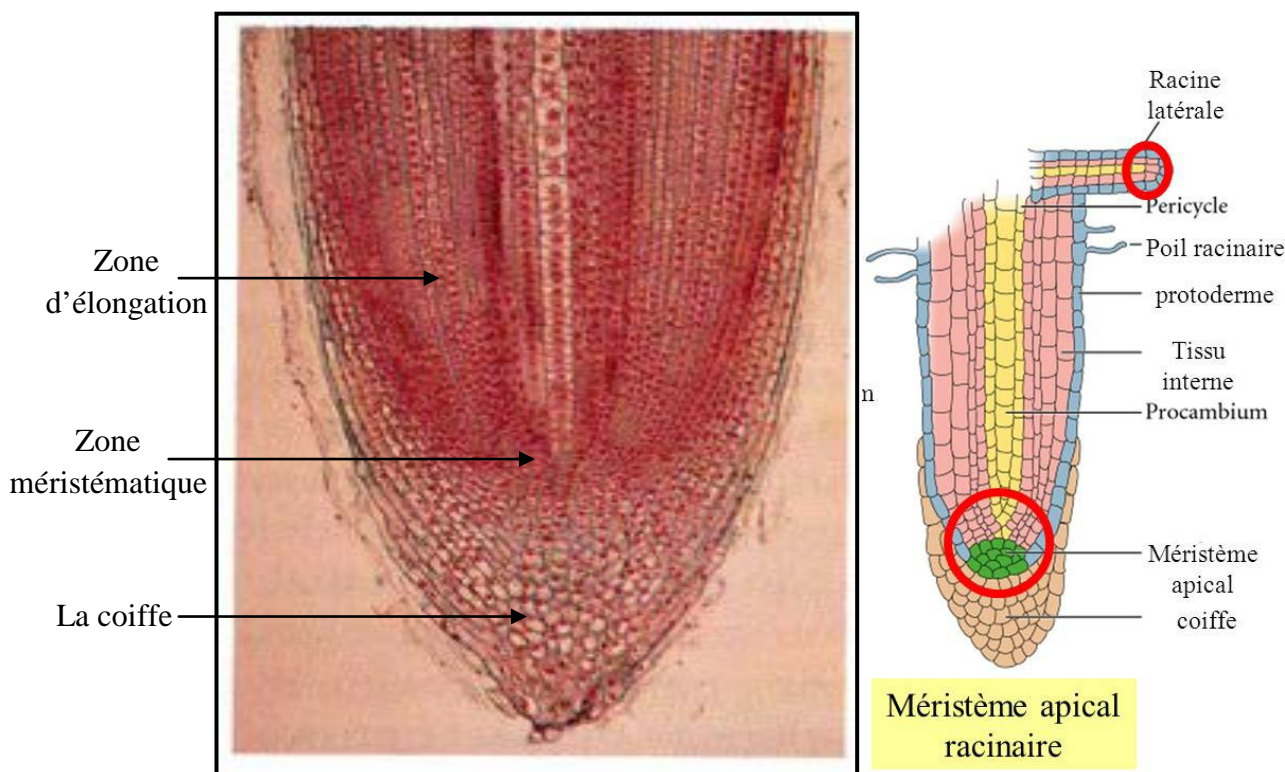 Zone
d’élongation
Zone
méristématique
La coiffe
Racine
latérale
Pericycle
Poil racinaire
protoderme
n
Tissu
interne
Procambium
Méristème
apical
coiffe
Méristème apical
racinaire